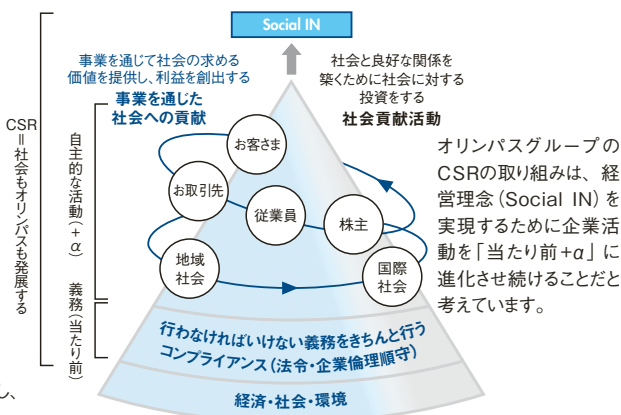 Social IN
事業を通じて社会の求める
価値を提供し、利益を創出する
事業を通じた
社会への貢献
社会と良好な関係を
築くために社会に対する
投資をする
社会貢献活動
CSR
＝社会もオリンパスも発展する
自主的な活動（+α）
義務（当たり前）
お客さま
お取引先
従業員
株主
地域
社会
国際
社会
行わなければいけない義務をきちんと行う
コンプライアンス（法令・企業倫理順守）
経済・社会・環境
オリンパスグループの
CSRの取り組みは、経
営理念（Social IN）を
実現するために企業活
動を「当たり前+α」に
進化させ続けることだと
考えています。
し、